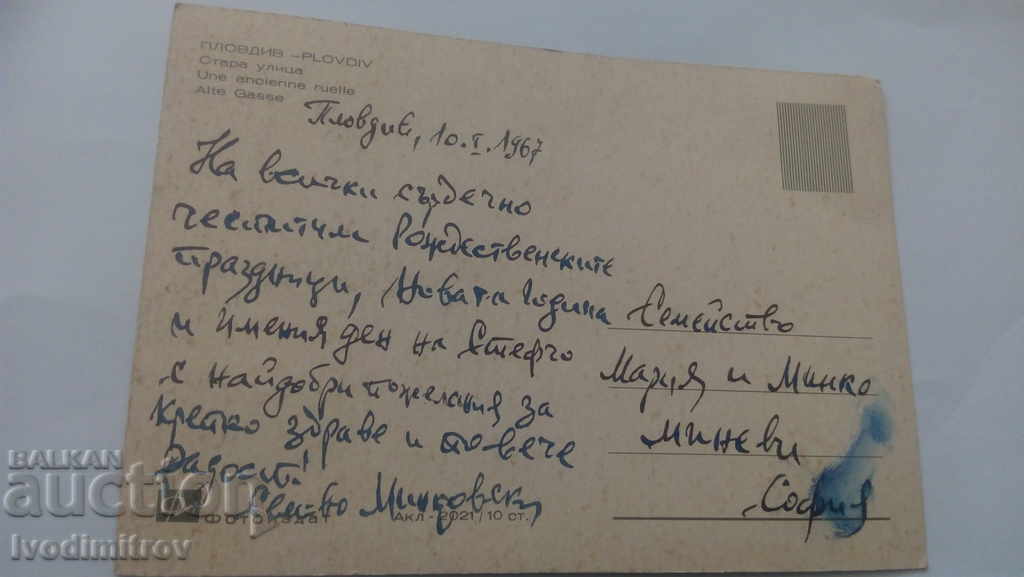 ПЛОВДИВ – PLOVDIV
Стара улица
Une ancienne ruelle
Alte Gasse
Пловдив, 10.I.1967
На всички сърдечно
честитим Рождественските
празници, Новата година
и имения ден на Стефчо
с найдобри пожелания за
крепко здраве и повече
радост!
Минковски
Семейство
Мария и Минко
Миневи
София
Фотоиздат
Акл - 2021 / 10 ст.
BALKAN
auction
Ivodimitrov